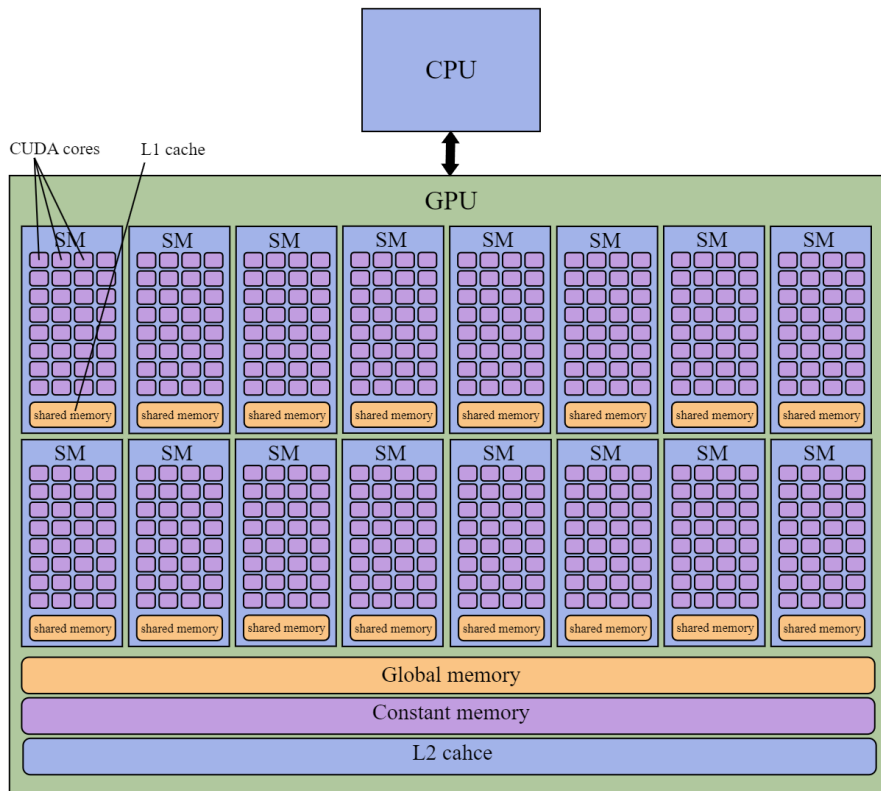 CPU
CUDA cores L1 cache
GPU
SM SM SM SM SM SM SM SM
shared memory shared memory shared memory shared memory shared memory shared memory shared memory shared memory
SM SM SM SM SM SM SM SM
shared memory shared memory shared memory shared memory shared memory shared memory shared memory shared memory
Global memory
Constant memory
L2 cahce